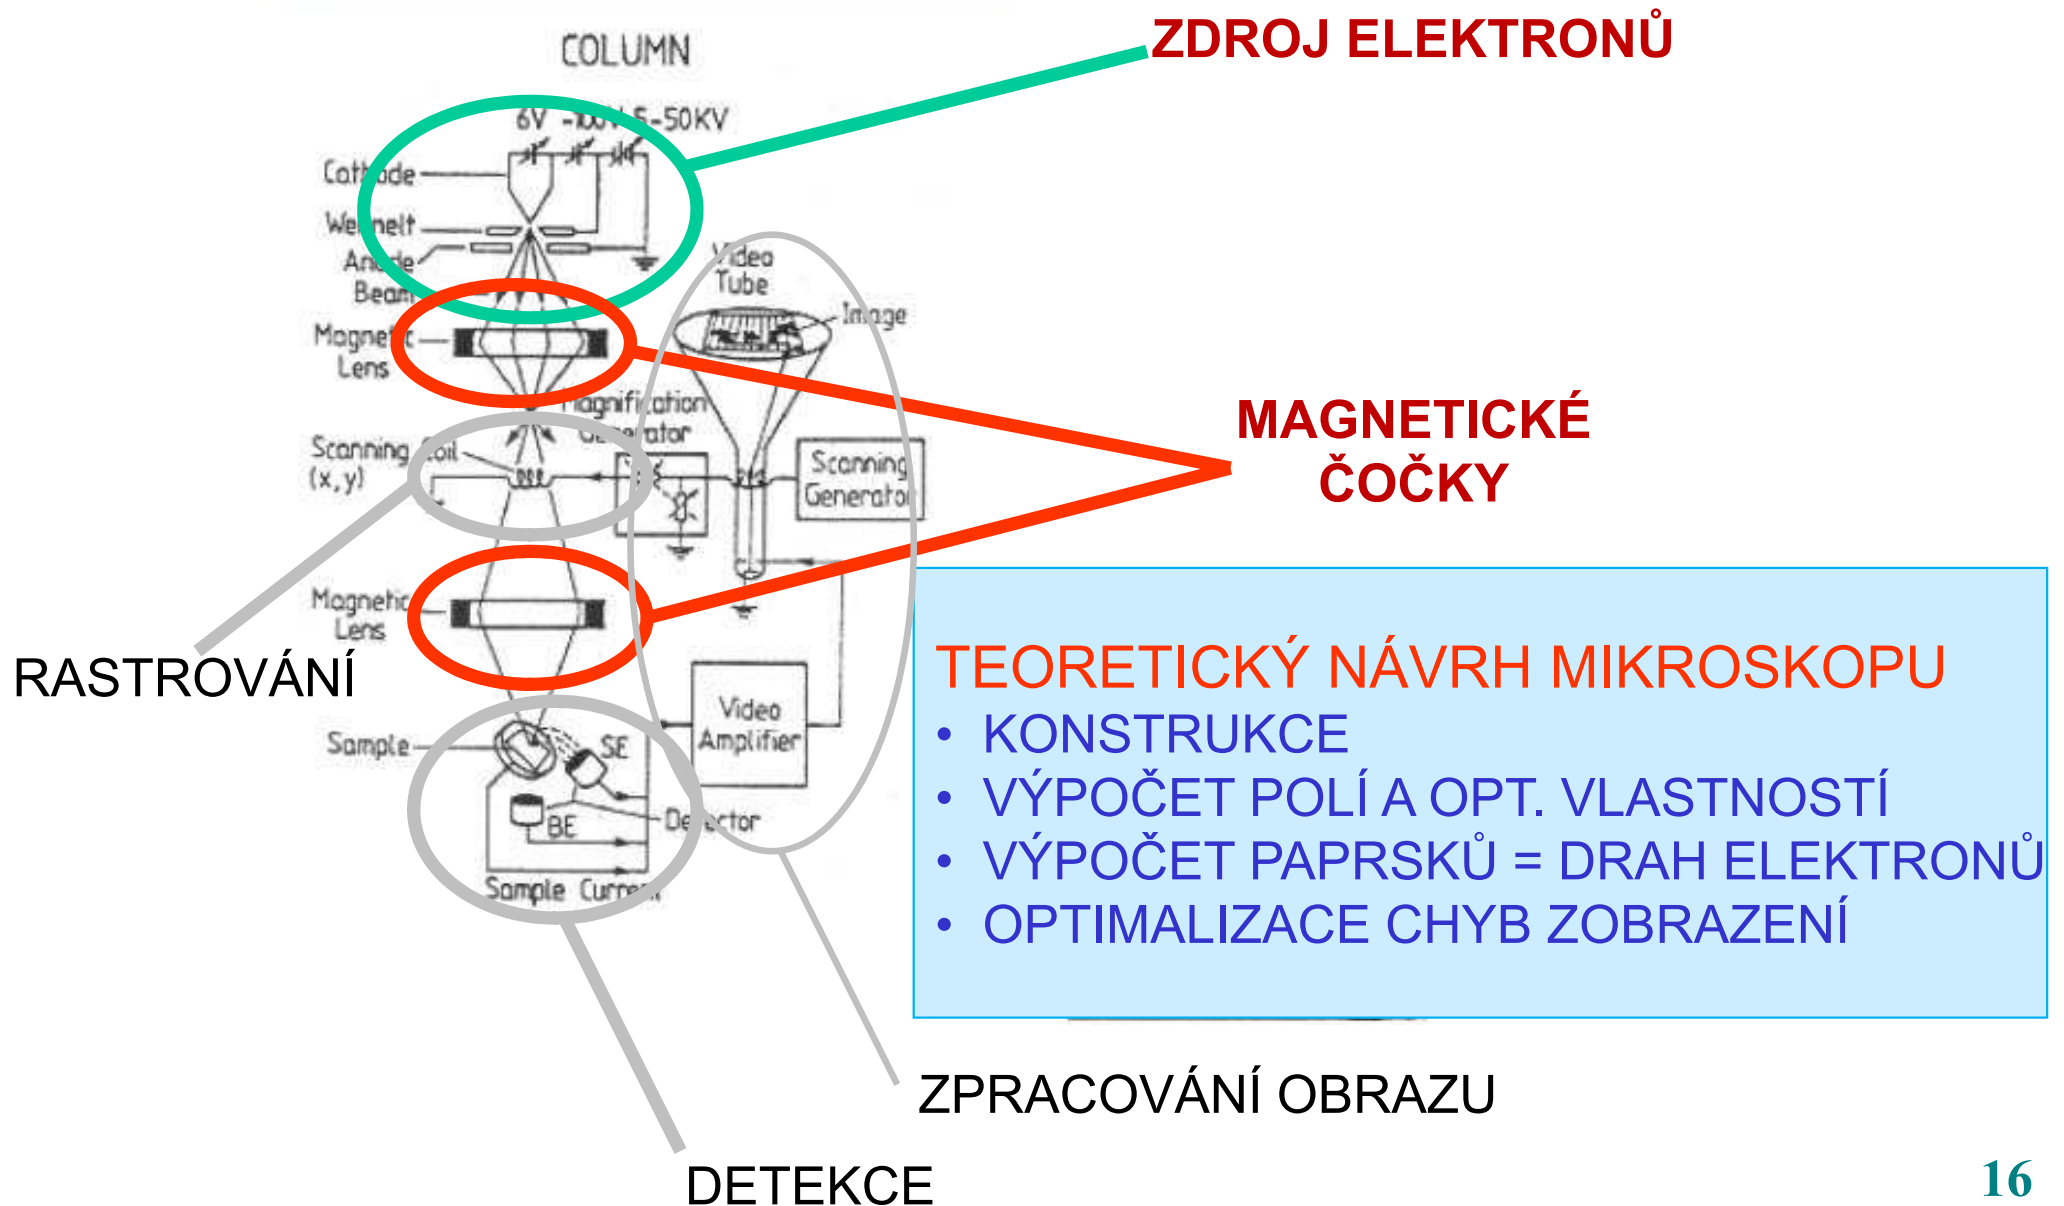 ZDROJ ELEKTRONŮ
COLUMN
6V -100V 5-50KV
Cathode
Wehnelt
Anode
Beam
Video
Tube
Image
Magnetic
Lens
Magnification
Generator
Scanning Coil
(x,y)
Scanning
Generator
MAGNETICKÉ
ČOČKY
Magnetic
Lens
RASTROVÁNÍ
Video
Amplifier
Sample
SE
BE
Detector
Sample Current
TEORETICKÝ NÁVRH MIKROSKOPU
• KONSTRUKCE
• VÝPOČET POLÍ A OPT. VLASTNOSTÍ
• VÝPOČET PAPRSKŮ = DRAH ELEKTRONŮ
• OPTIMALIZACE CHYB ZOBRAZENÍ
ZPRACOVÁNÍ OBRAZU
DETEKCE
16